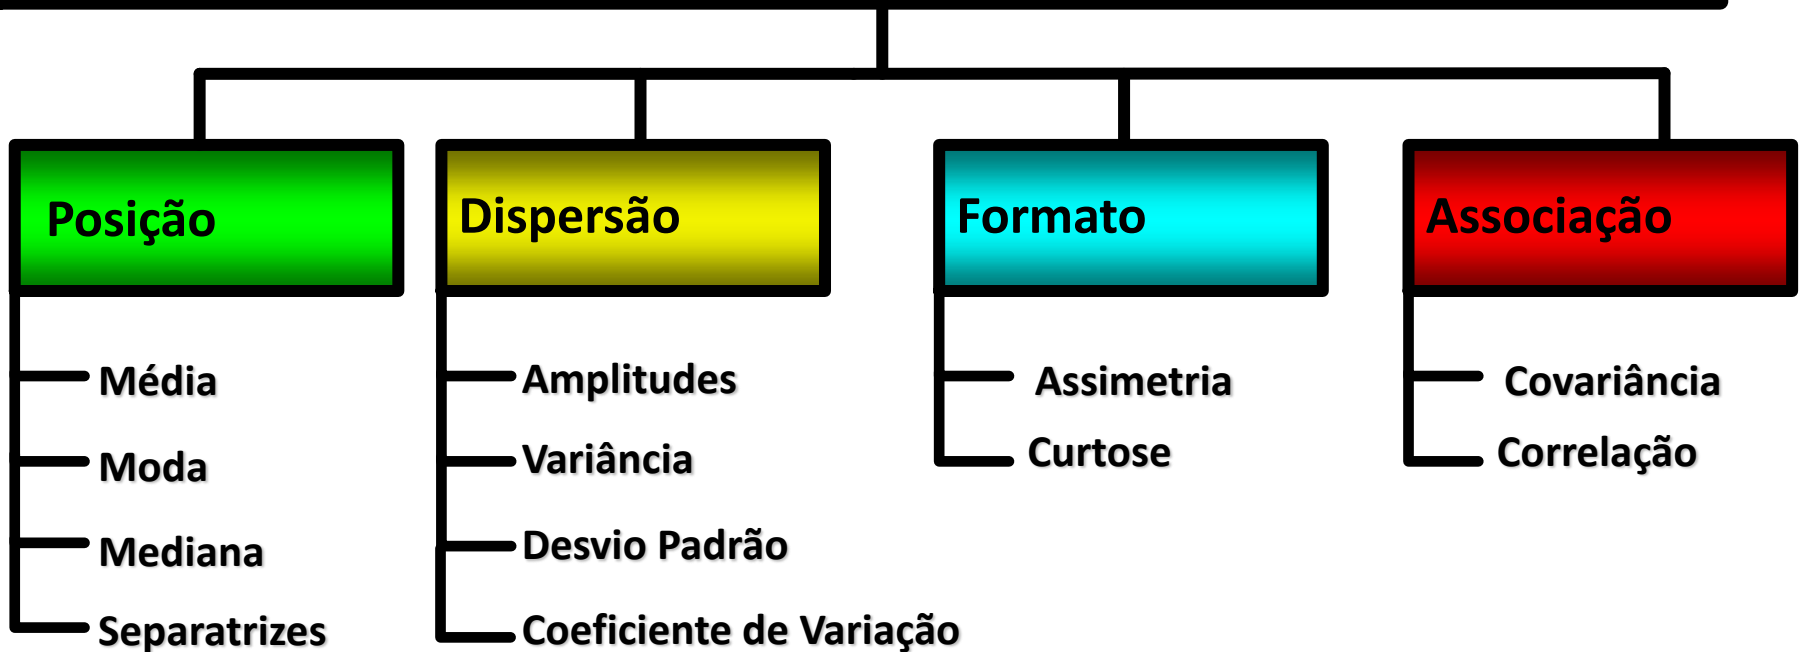 Posição
Média
Moda
Mediana
Separatrizes
Dispersão
Amplitudes
Variância
Desvio Padrão
Coeficiente de Variação
Formato
Assimetria
Curtose
Associação
Covariância
Correlação